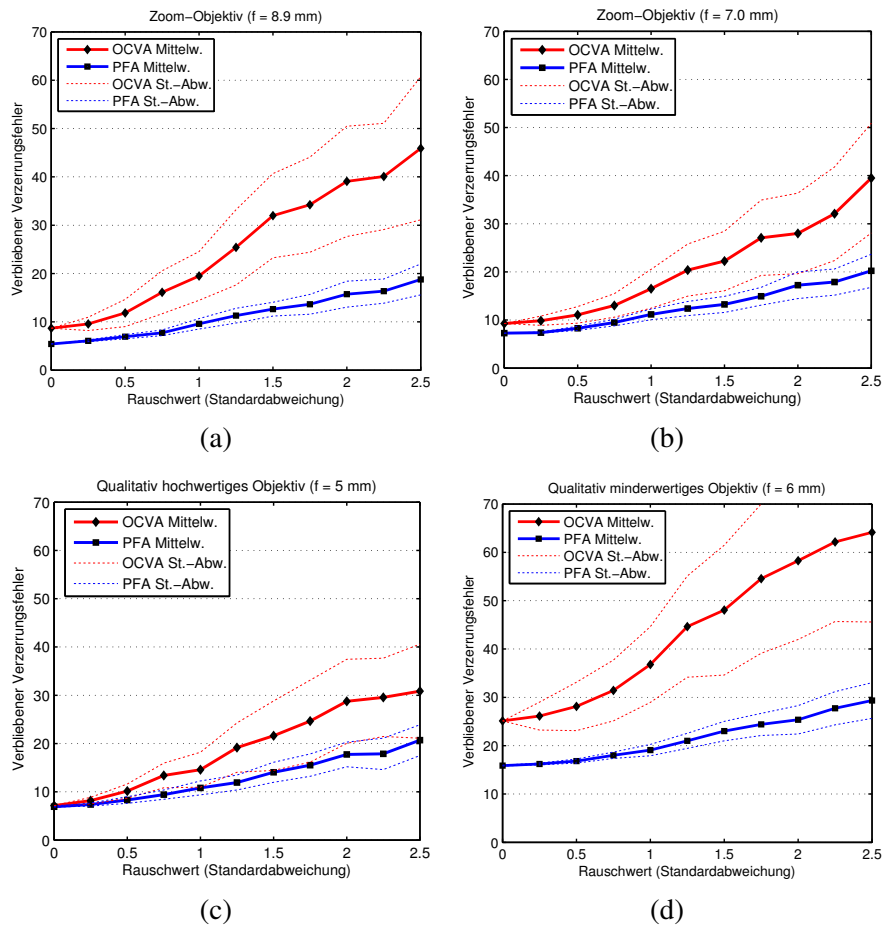 Zoom−Objektiv (f = 8.9 mm)
70
60
50
40
30
20
10
0
Verbliebener Verzerrungsfehler
OCVA Mittelw.
PFA Mittelw.
OCVA St.−Abw.
PFA St.−Abw.
0 0.5 1 1.5 2 2.5
Rauschwert (Standardabweichung)
(a)
Zoom−Objektiv (f = 7.0 mm)
70
60
50
40
30
20
10
0
Verbliebener Verzerrungsfehler
OCVA Mittelw.
PFA Mittelw.
OCVA St.−Abw.
PFA St.−Abw.
0 0.5 1 1.5 2 2.5
Rauschwert (Standardabweichung)
(b)
Qualitativ hochwertiges Objektiv (f = 5 mm)
70
60
50
40
30
20
10
0
Verbliebener Verzerrungsfehler
OCVA Mittelw.
PFA Mittelw.
OCVA St.−Abw.
PFA St.−Abw.
0 0.5 1 1.5 2 2.5
Rauschwert (Standardabweichung)
(c)
Qualitativ minderwertiges Objektiv (f = 6 mm)
70
60
50
40
30
20
10
0
Verbliebener Verzerrungsfehler
OCVA Mittelw.
PFA Mittelw.
OCVA St.−Abw.
PFA St.−Abw.
0 0.5 1 1.5 2 2.5
Rauschwert (Standardabweichung)
(d)